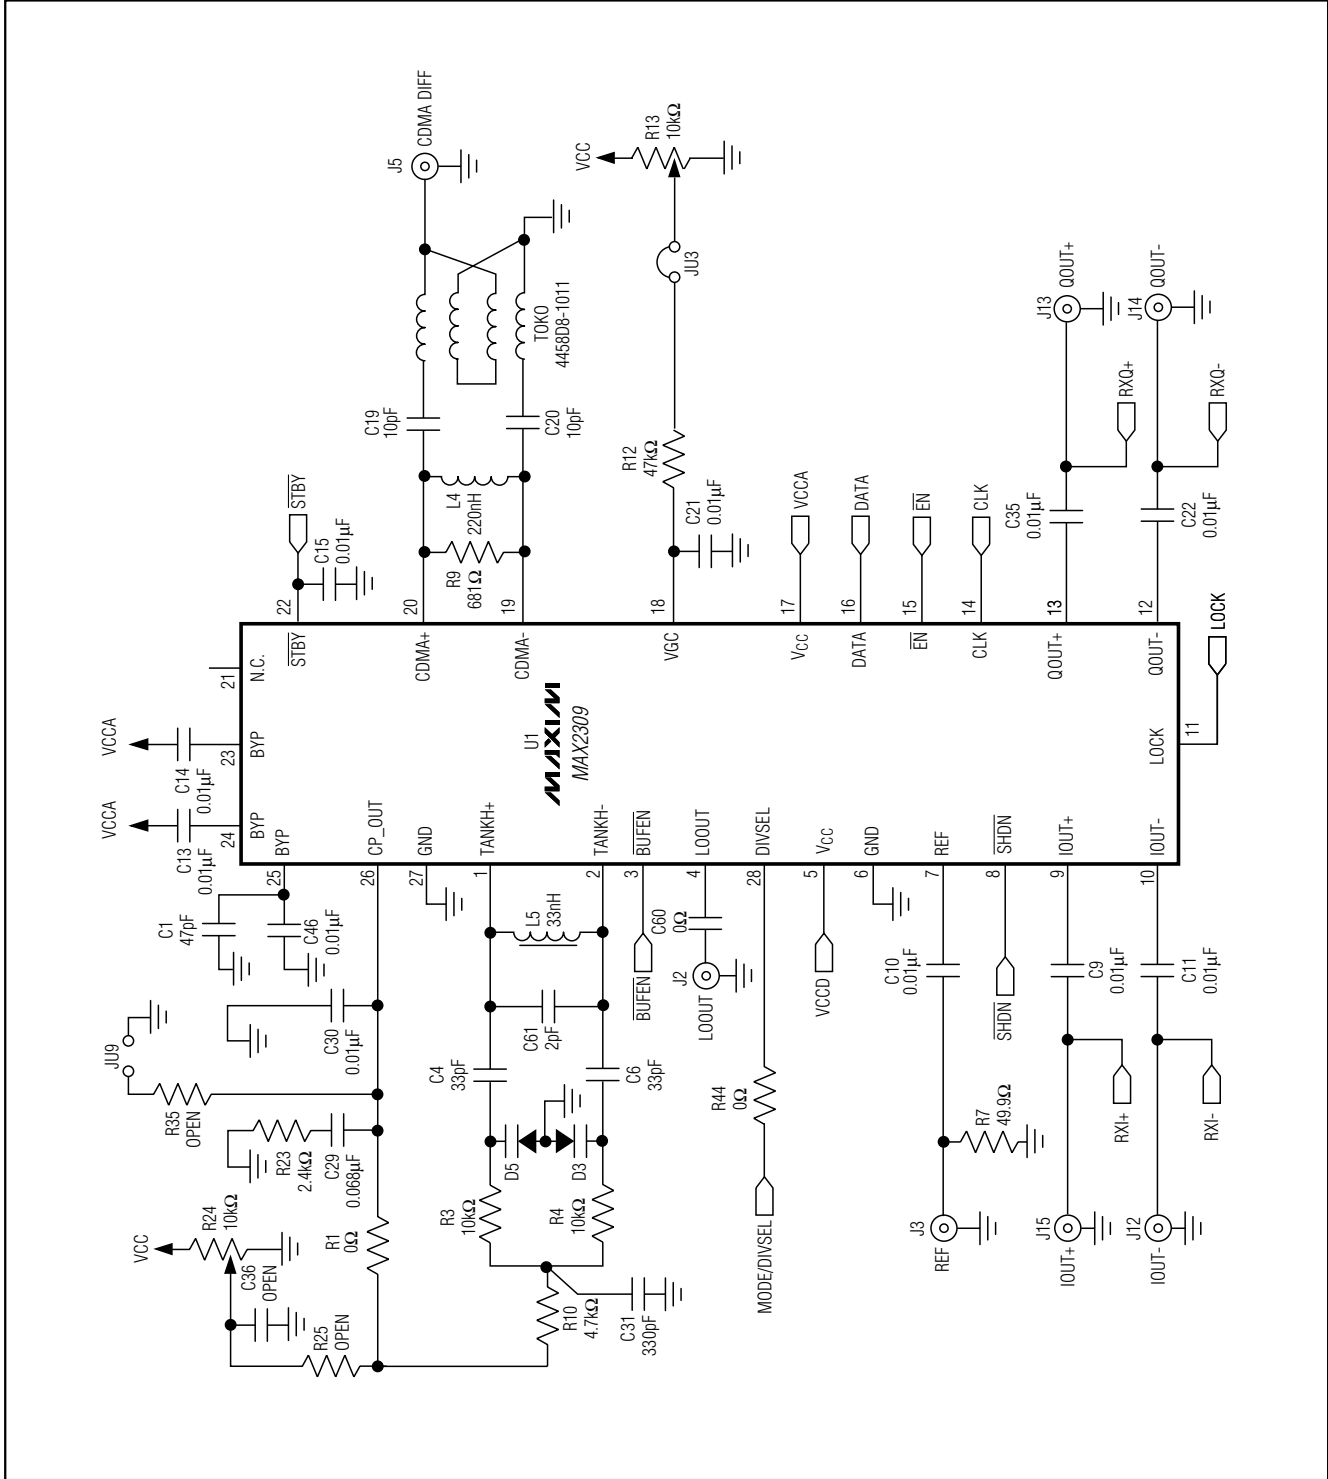 J5
CDMA DIFF
TOKO
4458D8-1011
C19
10pF
C20
10pF
L4
220nH
R9
681Ω
STBY
C15
0.01µF
22
20
19
VCC
R13
10kΩ
JU3
R12
47kΩ
C21
0.01µF
18
VCCA
17
DATA
16
EN
15
CLK
14
J13
QOUT+
RXQ+
C35
0.01µF
13
J14
QOUT-
RXQ-
C22
0.01µF
12
LOCK
11
N.C.
21
STBY
CDMA+
CDMA-
VGC
VCC
DATA
EN
CLK
QOUT+
QOUT-
LOCK
U1
MAXIM
MAX2309
VCCA
C14
0.01µF
23
BYP
VCCA
C13
0.01µF
24
BYP
BYP
CP_OUT
GND
TANKH+
TANKH-
BUFEN
LOOUT
DIVSEL
VCC
GND
REF
SHDN
IOUT+
IOUT-
25
26
27
1
2
3
4
28
5
6
7
8
9
10
C1
47pF
C46
0.01µF
C30
0.01µF
JU9
R35
OPEN
R23
2.4kΩ
C29
0.068µF
VCC
R24
10kΩ
C36
OPEN
R25
OPEN
R1
0Ω
L5
33nH
C61
2pF
C4
33pF
C6
33pF
D5
D3
R3
10kΩ
R4
10kΩ
R10
4.7kΩ
C31
330pF
BUFEN
C60
0Ω
J2
LOOUT
R44
0Ω
MODE/DIVSEL
VCCD
C10
0.01µF
R7
49.9Ω
J3
REF
SHDN
C9
0.01µF
RXI+
J15
IOUT+
C11
0.01µF
RXI-
J12
IOUT-